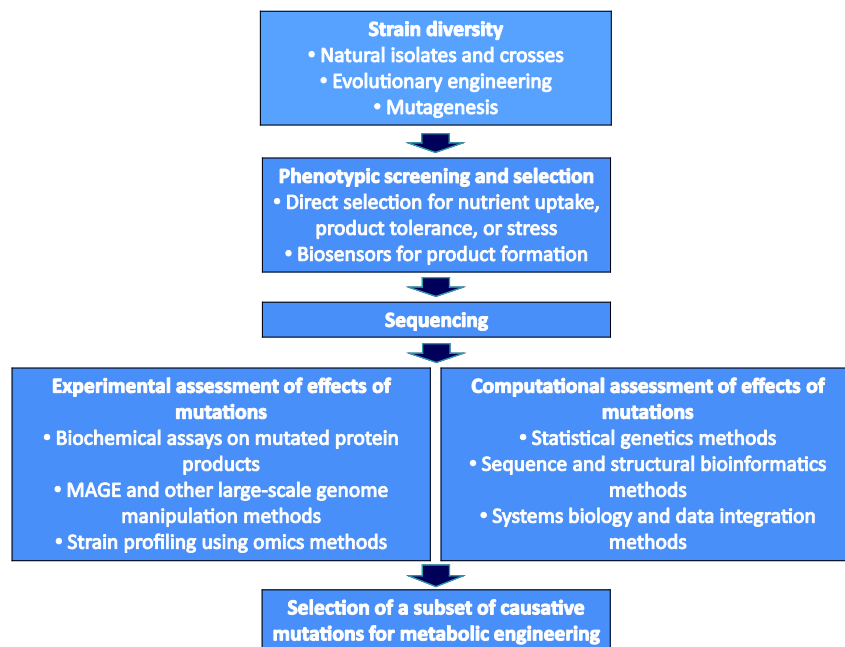 Strain diversity
• Natural isolates and crosses
• Evolutionary engineering
• Mutagenesis
Phenotypic screening and selection
• Direct selection for nutrient uptake,
product tolerance, or stress
• Biosensors for product formation
Sequencing
Experimental assessment of effects of
mutations
• Biochemical assays on mutated protein
products
• MAGE and other large-scale genome
manipulation methods
• Strain profiling using omics methods
Computational assessment of effects of
mutations
• Statistical genetics methods
• Sequence and structural bioinformatics
methods
• Systems biology and data integration
methods
Selection of a subset of causative
mutations for metabolic engineering